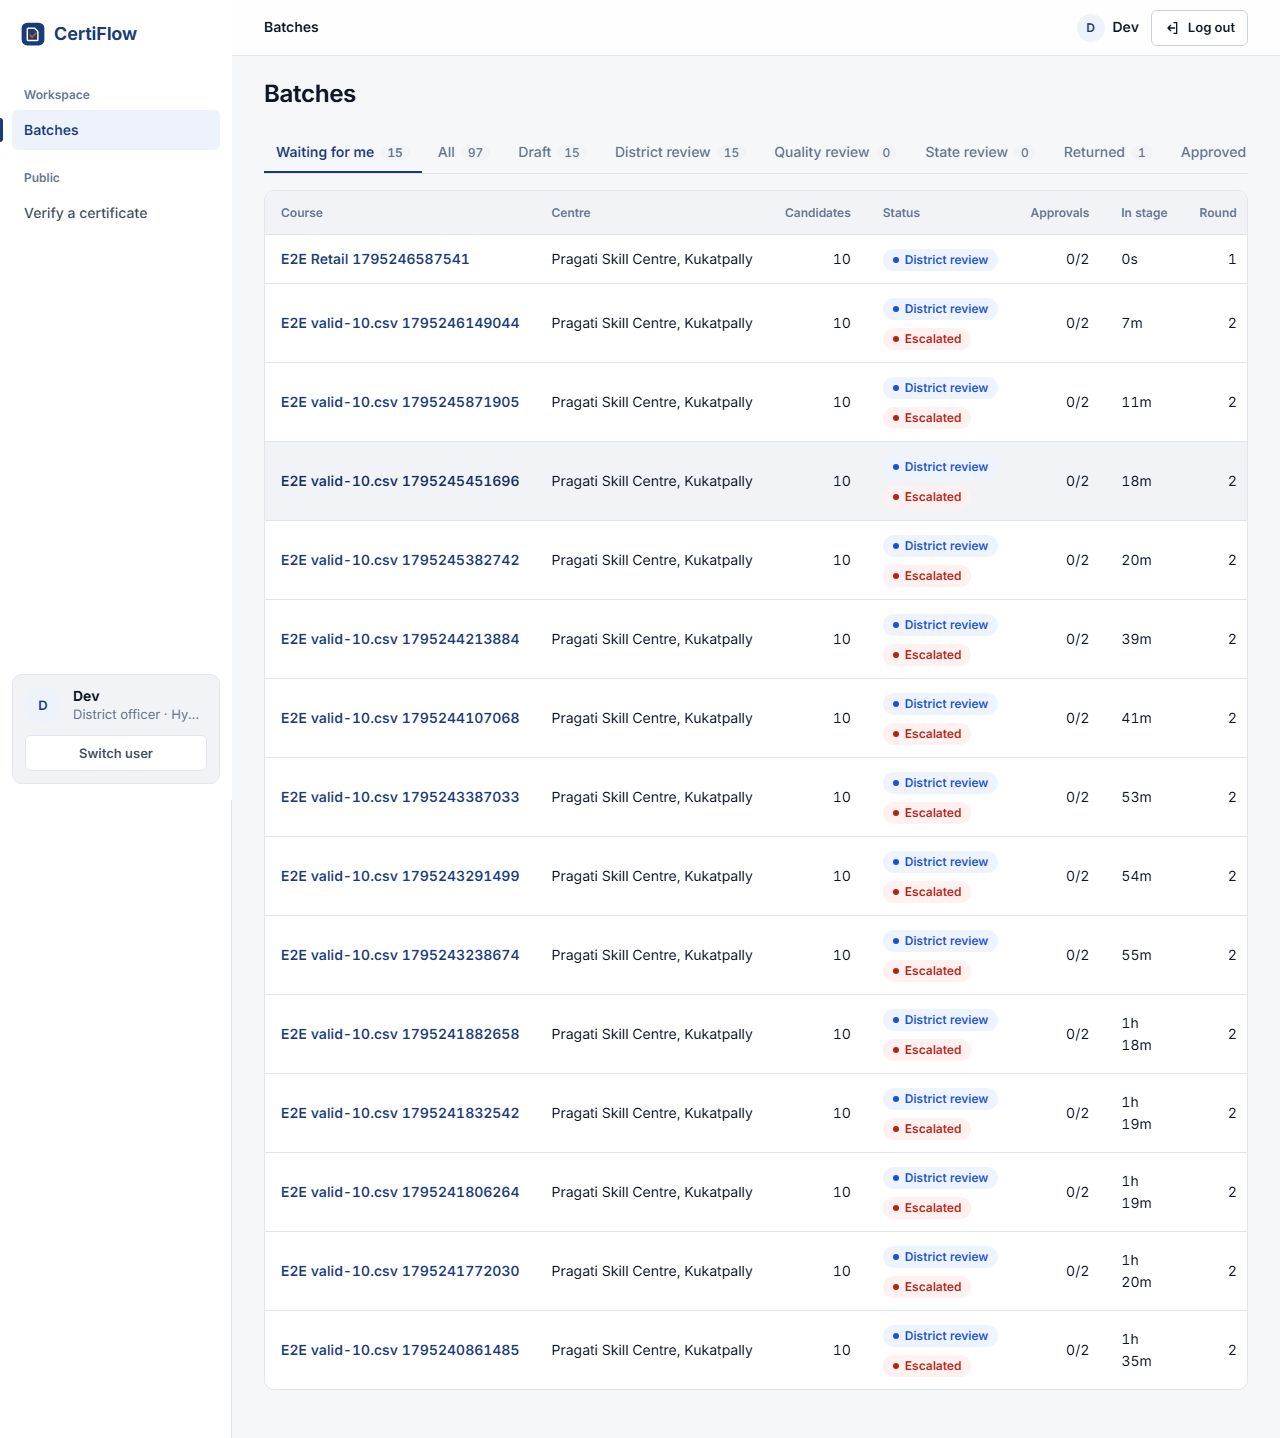 CertiFlow
Batches
D Dev Log out
Workspace
Batches
Public
Verify a certificate
D Dev
District officer · Hy...
Switch user
Batches
Waiting for me 15 All 97 Draft 15 District review 15 Quality review 0 State review 0 Returned 1 Approved
Course Centre Candidates Status Approvals In stage Round
E2E Retail 1795246587541 Pragati Skill Centre, Kukatpally 10 District review 0/2 0s 1
E2E valid-10.csv 1795246149044 Pragati Skill Centre, Kukatpally 10 District review 0/2 7m 2
Escalated
E2E valid-10.csv 1795245871905 Pragati Skill Centre, Kukatpally 10 District review 0/2 11m 2
Escalated
E2E valid-10.csv 1795245451696 Pragati Skill Centre, Kukatpally 10 District review 0/2 18m 2
Escalated
E2E valid-10.csv 1795245382742 Pragati Skill Centre, Kukatpally 10 District review 0/2 20m 2
Escalated
E2E valid-10.csv 1795244213884 Pragati Skill Centre, Kukatpally 10 District review 0/2 39m 2
Escalated
E2E valid-10.csv 1795244107068 Pragati Skill Centre, Kukatpally 10 District review 0/2 41m 2
Escalated
E2E valid-10.csv 1795243387033 Pragati Skill Centre, Kukatpally 10 District review 0/2 53m 2
Escalated
E2E valid-10.csv 1795243291499 Pragati Skill Centre, Kukatpally 10 District review 0/2 54m 2
Escalated
E2E valid-10.csv 1795243238674 Pragati Skill Centre, Kukatpally 10 District review 0/2 55m 2
Escalated
E2E valid-10.csv 1795241882658 Pragati Skill Centre, Kukatpally 10 District review 0/2 1h 2
Escalated 18m
E2E valid-10.csv 1795241832542 Pragati Skill Centre, Kukatpally 10 District review 0/2 1h 2
Escalated 19m
E2E valid-10.csv 1795241806264 Pragati Skill Centre, Kukatpally 10 District review 0/2 1h 2
Escalated 19m
E2E valid-10.csv 1795241772030 Pragati Skill Centre, Kukatpally 10 District review 0/2 1h 2
Escalated 20m
E2E valid-10.csv 1795240861485 Pragati Skill Centre, Kukatpally 10 District review 0/2 1h 2
Escalated 35m